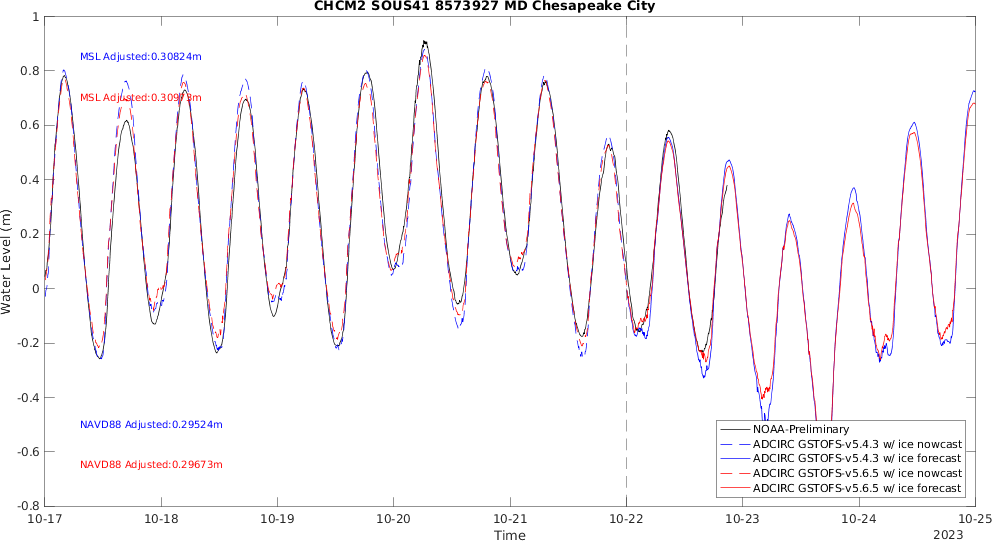 CHCM2 SOUS41 8573927 MD Chesapeake City
1
0.8
0.6
0.4
0.2
0
-0.2
-0.4
-0.6
-0.8
Water Level (m)
MSL Adjusted:0.30824m
MSL Adjusted:0.30973m
NAVD88 Adjusted:0.29524m
NAVD88 Adjusted:0.29673m
NOAA-Preliminary
ADCIRC GSTOFS-v5.4.3 w/ ice nowcast
ADCIRC GSTOFS-v5.4.3 w/ ice forecast
ADCIRC GSTOFS-v5.6.5 w/ ice nowcast
ADCIRC GSTOFS-v5.6.5 w/ ice forecast
10-17 10-18 10-19 10-20 10-21 10-22 10-23 10-24 10-25
Time
2023